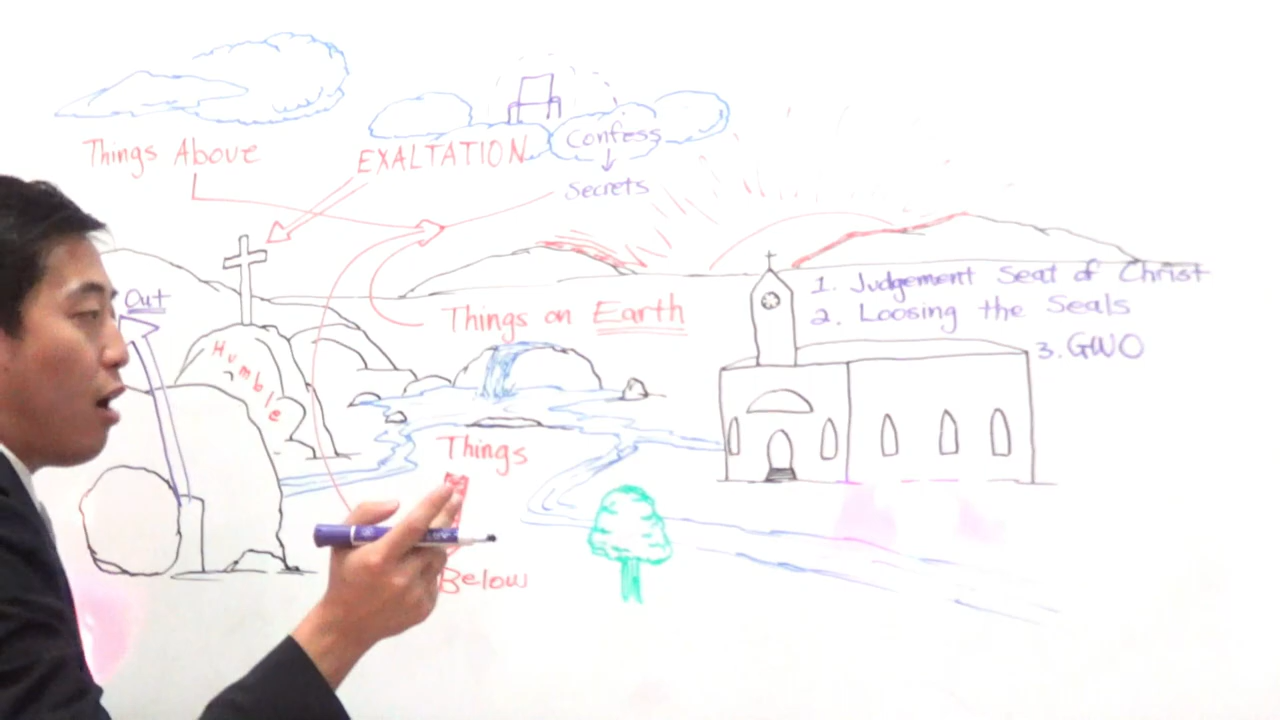 Things Above
EXALTATION
Confess
Secrets
Out
Humble
Things on Earth
1. Judgement Seat of Christ
2. Loosing the Seals
3. GWO
Things
Below